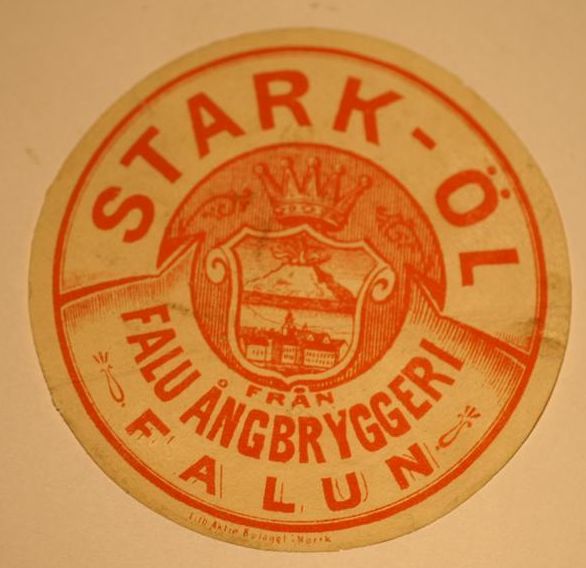 STARK-ÖL
FRÅN
FALU ÅNGBRYGGERI
FALUN